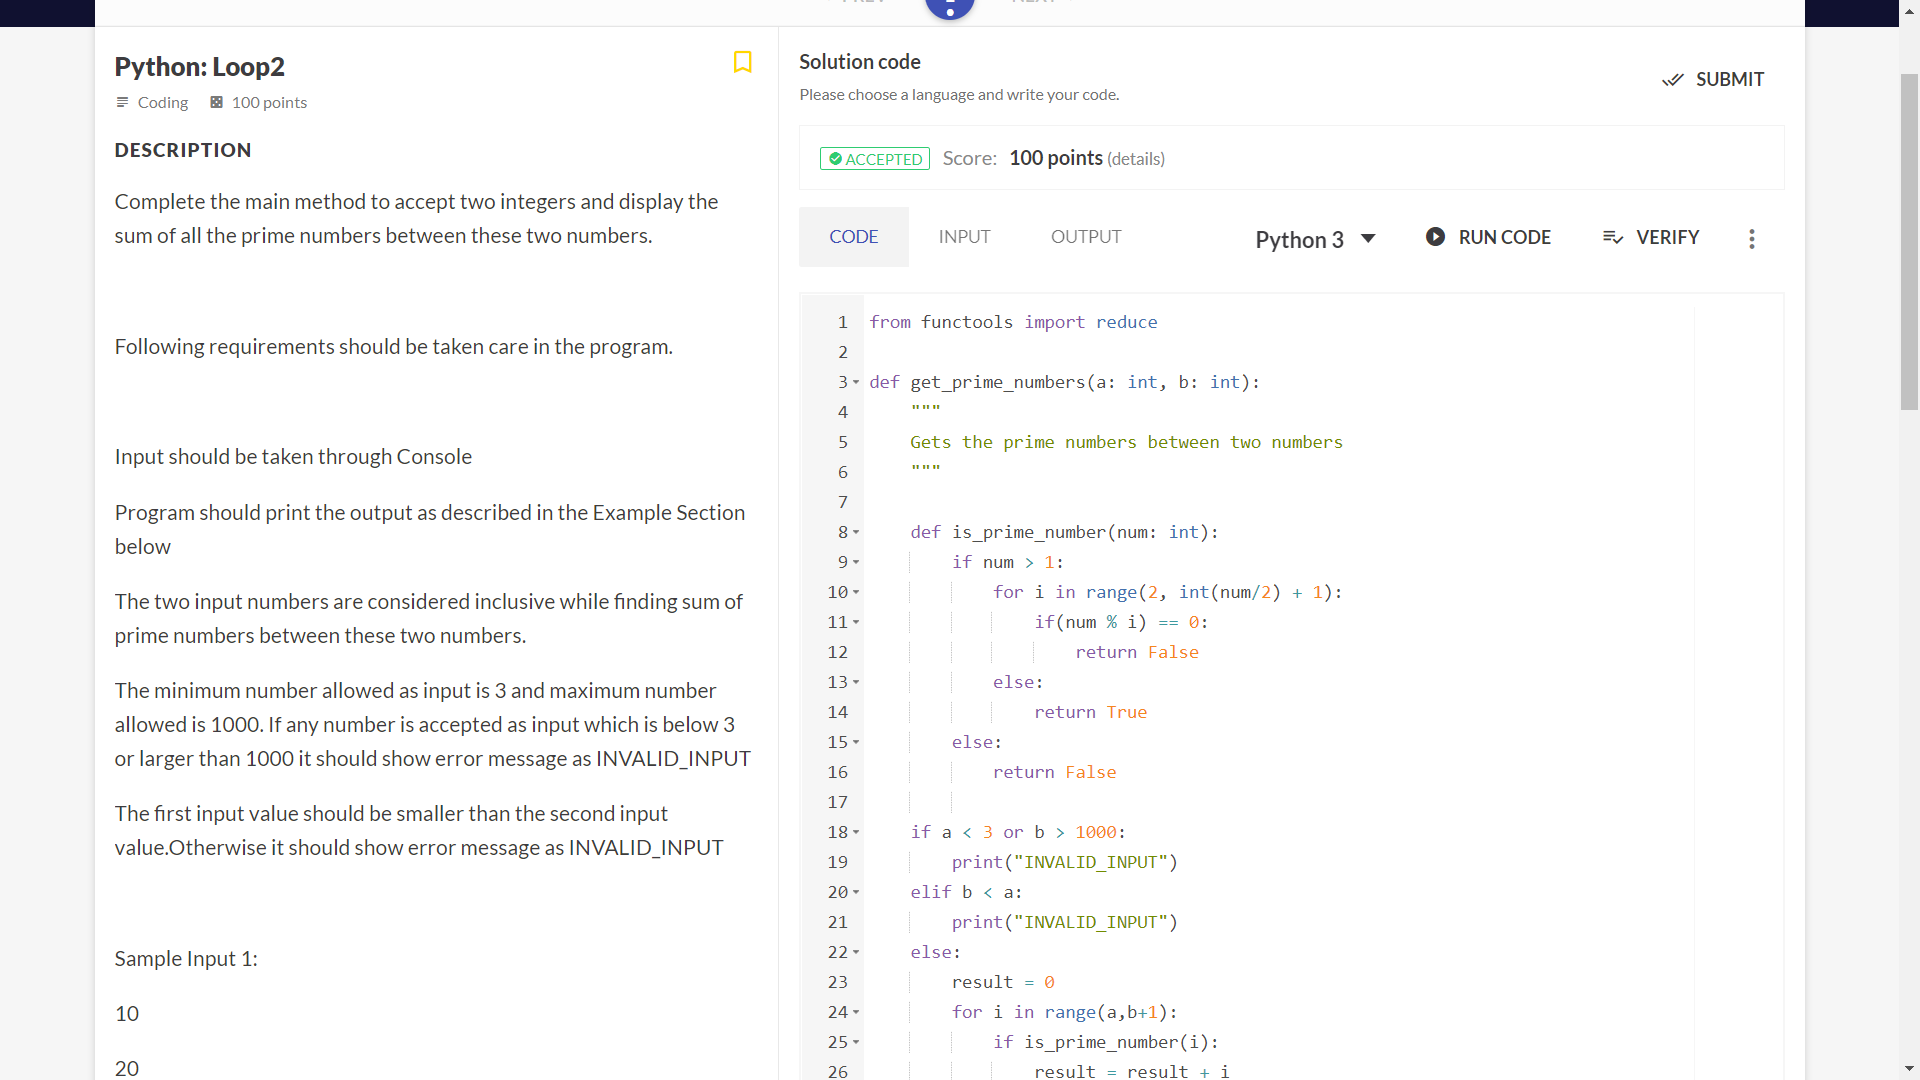 Python: Loop2
Coding 100 points
DESCRIPTION
Complete the main method to accept two integers and display the
sum of all the prime numbers between these two numbers.
Following requirements should be taken care in the program.
Input should be taken through Console
Program should print the output as described in the Example Section
below
The two input numbers are considered inclusive while finding sum of
prime numbers between these two numbers.
The minimum number allowed as input is 3 and maximum number
allowed is 1000. If any number is accepted as input which is below 3
or larger than 1000 it should show error message as INVALID_INPUT
The first input value should be smaller than the second input
value.Otherwise it should show error message as INVALID_INPUT
Sample Input 1:
10
20
Solution code
Please choose a language and write your code.
SUBMIT
ACCEPTED Score: 100 points (details)
CODE INPUT OUTPUT Python 3 RUN CODE VERIFY
1 from functools import reduce
2
3 def get_prime_numbers(a: int, b: int):
4     """
5     Gets the prime numbers between two numbers
6     """
7
8     def is_prime_number(num: int):
9         if num > 1:
10             for i in range(2, int(num/2) + 1):
11                 if(num % i) == 0:
12                     return False
13             else:
14                 return True
15         else:
16             return False
17
18     if a < 3 or b > 1000:
19         print("INVALID_INPUT")
20     elif b < a:
21         print("INVALID_INPUT")
22     else:
23         result = 0
24         for i in range(a,b+1):
25             if is_prime_number(i):
26                 result = result + i